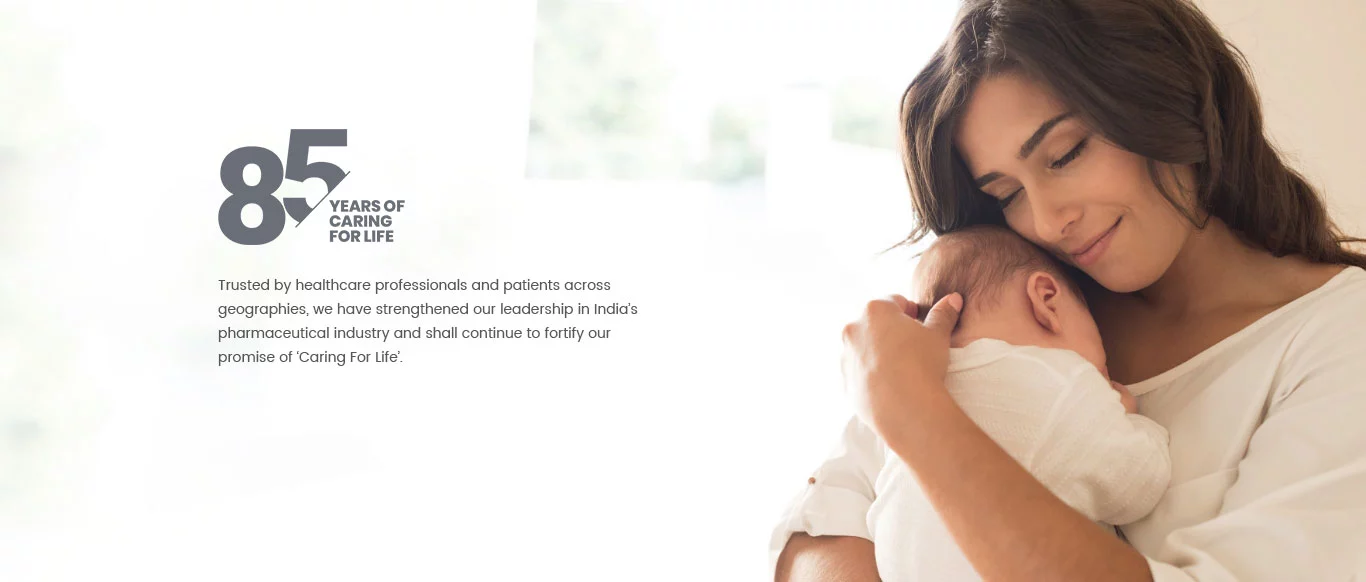 85
YEARS OF
CARING
FOR LIFE
Trusted by healthcare professionals and patients across
geographies, we have strengthened our leadership in India’s
pharmaceutical industry and shall continue to fortify our
promise of ‘Caring For Life’.